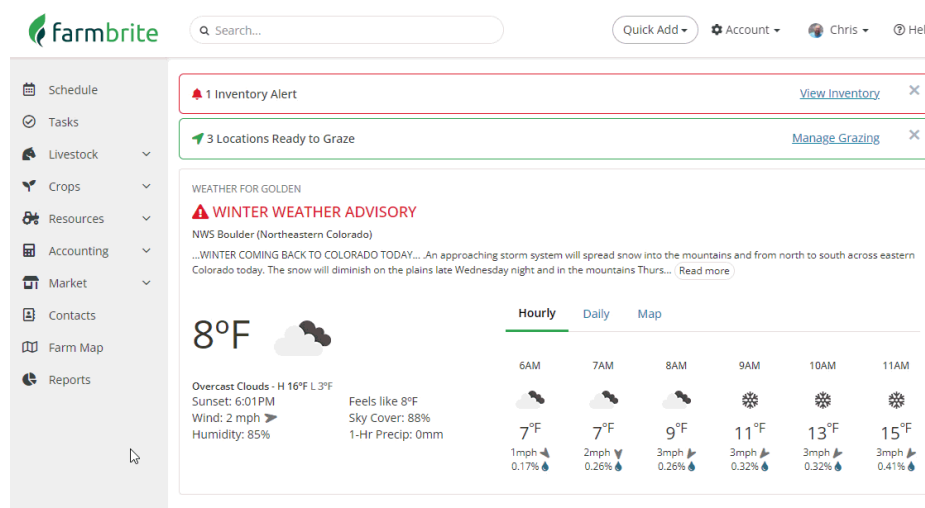 farmbrite
Search...
Quick Add
Account
Chris
Hel
Schedule
Tasks
Livestock
Crops
Resources
Accounting
Market
Contacts
Farm Map
Reports
1 Inventory Alert
View Inventory
3 Locations Ready to Graze
Manage Grazing
WEATHER FOR GOLDEN
WINTER WEATHER ADVISORY
NWS Boulder (Northeastern Colorado)
...WINTER COMING BACK TO COLORADO TODAY... .An approaching storm system will spread snow into the mountains and from north to south across eastern
Colorado today. The snow will diminish on the plains late Wednesday night and in the mountains Thurs... Read more
8°F
Overcast Clouds - H 16°F L 3°F
Sunset: 6:01PM
Wind: 2 mph
Humidity: 85%
Feels like 8°F
Sky Cover: 88%
1-Hr Precip: 0mm
Hourly Daily Map
6AM 7AM 8AM 9AM 10AM 11AM
7°F 7°F 9°F 11°F 13°F 15°F
1mph 2mph 3mph 3mph 3mph 3mph
0.17% 0.26% 0.26% 0.32% 0.32% 0.41%